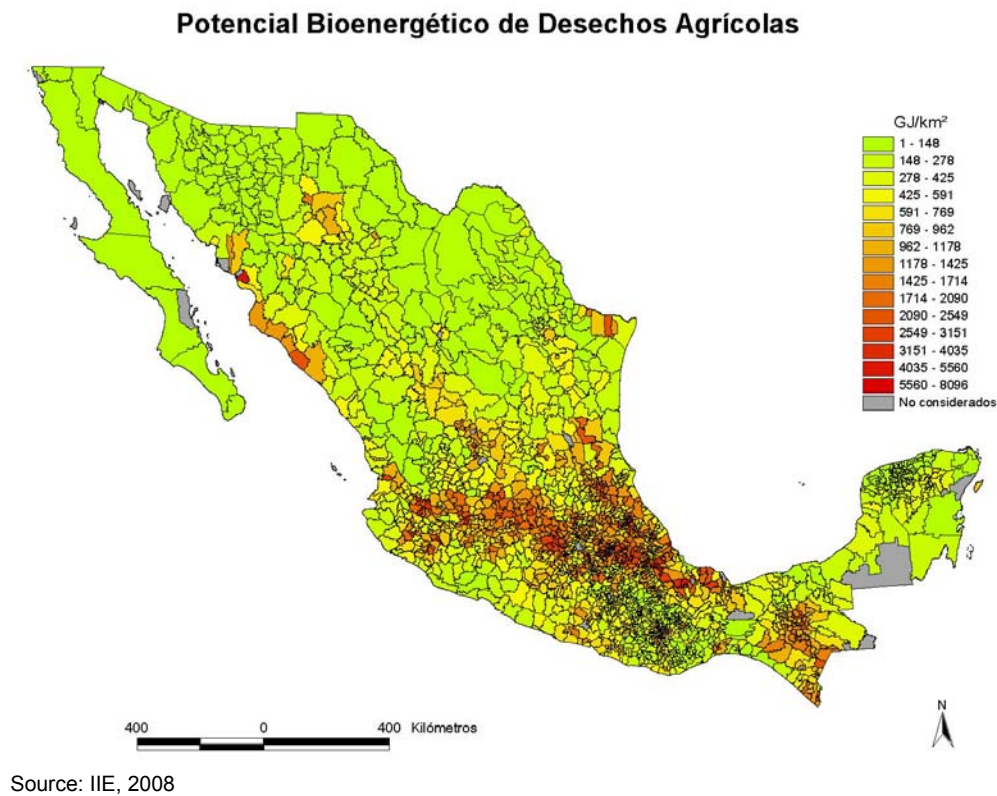 Potencial Bioenergético de Desechos Agrícolas
GJ/km²
1 - 148
148 - 278
278 - 425
425 - 591
591 - 769
769 - 962
962 - 1178
1178 - 1425
1425 - 1714
1714 - 2090
2090 - 2549
2549 - 3151
3151 - 4035
4035 - 5560
5560 - 8096
No considerados
N
400 0 400 Kilómetros
Source: IIE, 2008